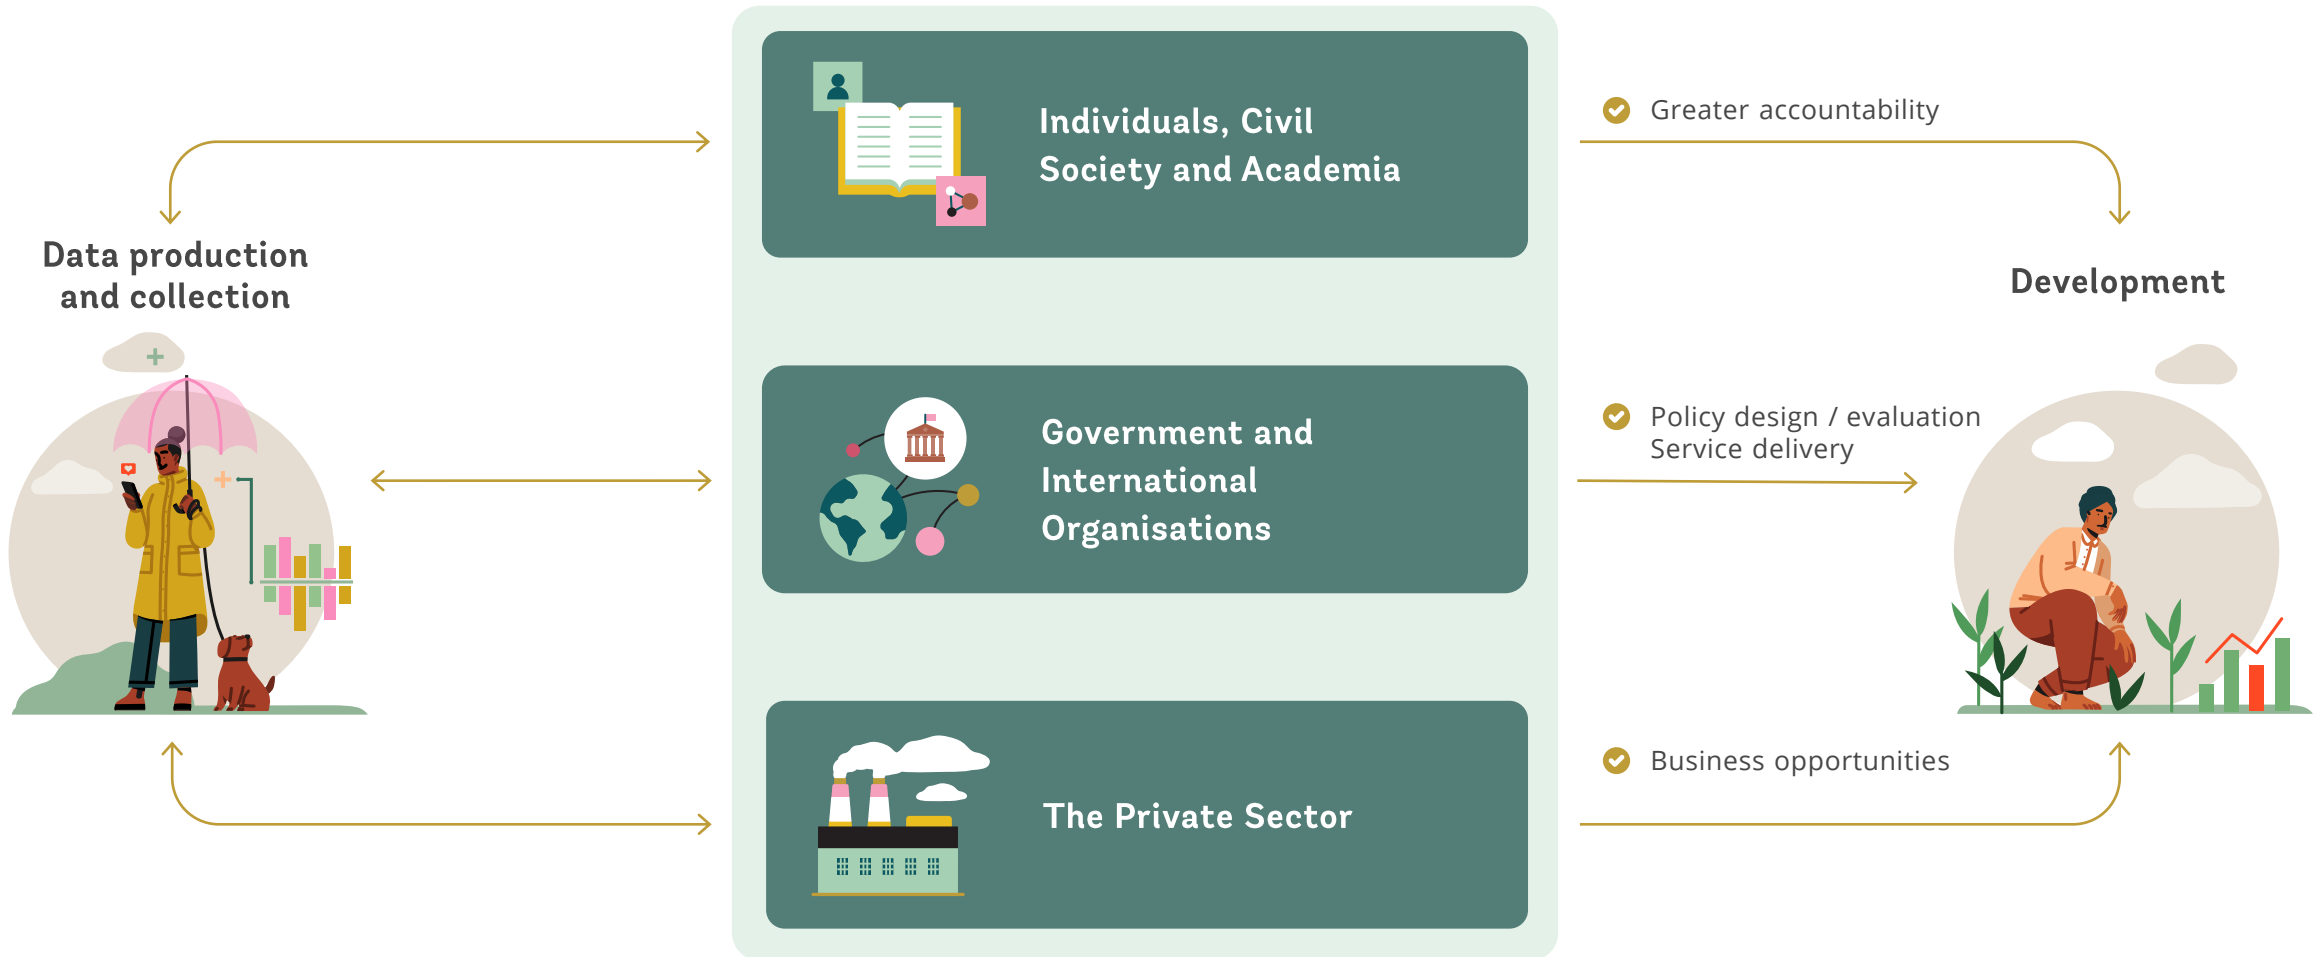 Data production
and collection
Individuals, Civil
Society and Academia
Government and
International
Organisations
The Private Sector
Greater accountability
Policy design / evaluation
Service delivery
Business opportunities
Development